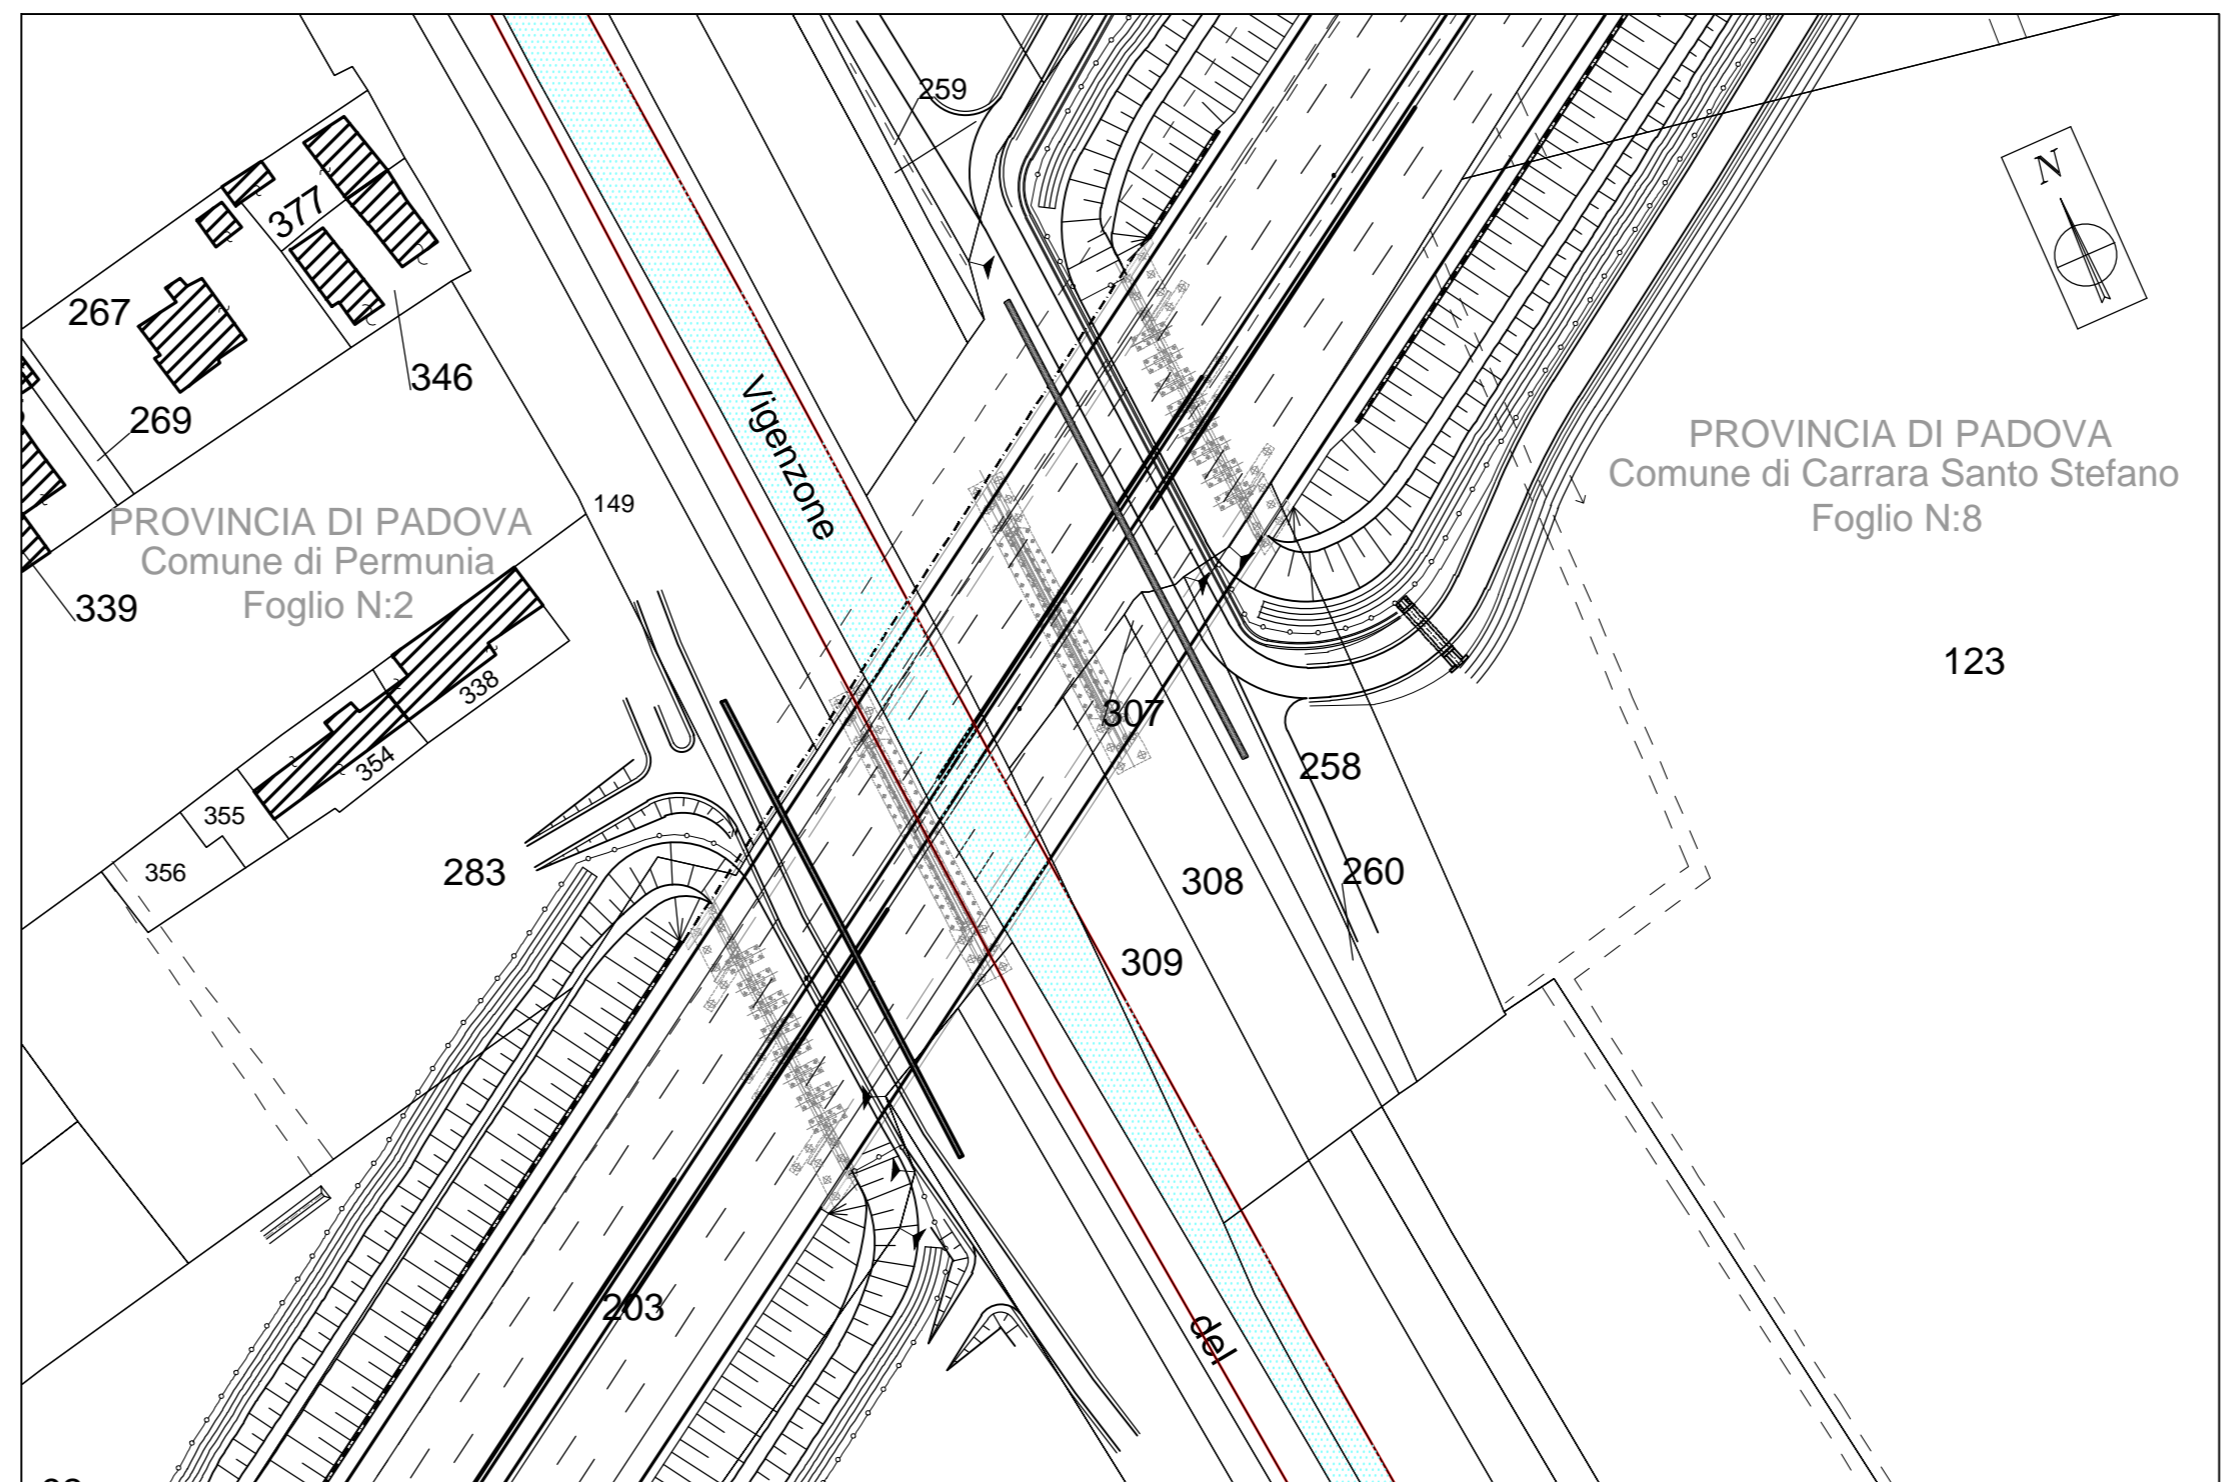 259
N
377
267
346
269
Vigenzone
PROVINCIA DI PADOVA
Comune di Carrara Santo Stefano
Foglio N:8
149
PROVINCIA DI PADOVA
Comune di Permunia
Foglio N:2
339
123
338
307
354
258
355
356
283
308
260
309
203
del